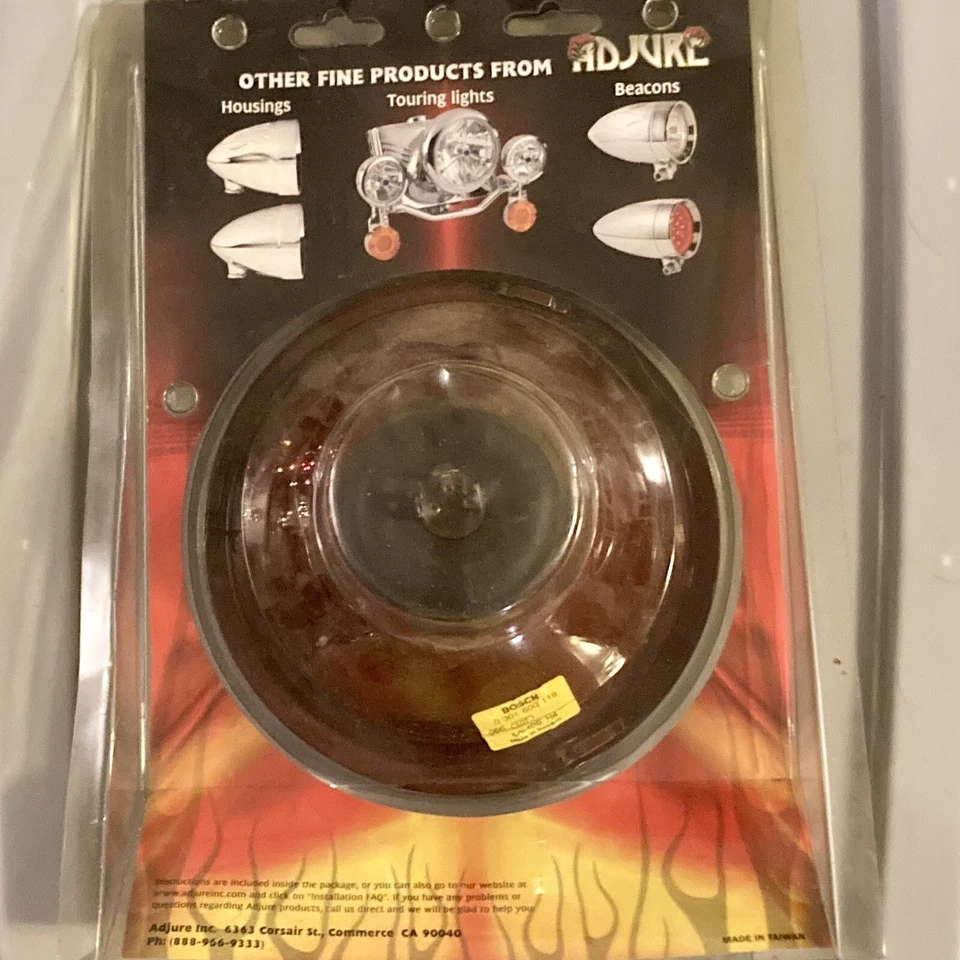 OTHER FINE PRODUCTS FROM ADJURE
Housings
Touring lights
Beacons
BOSCH
Instructions are included inside the package, or you can also go to our website at
www.adjureinc.com and click on "Installation FAQ". If you have any problems or
questions regarding Adjure products, call us direct and we will be glad to help you
Adjure Inc. 6363 Corsair St., Commerce CA 90040
Ph: (888-956-9333)
MADE IN TAIWAN